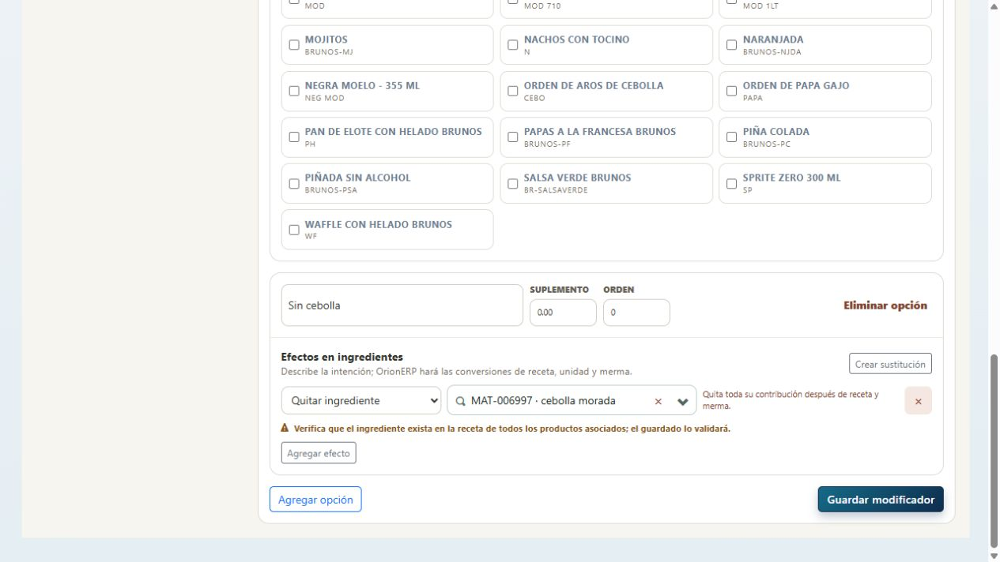 MOD
MOD 710
MOD 1LT
MOJITOS
BRUNOS-MJ
NACHOS CON TOCINO
N
NARANJADA
BRUNOS-NJDA
NEGRA MOELO - 355 ML
NEG MOD
ORDEN DE AROS DE CEBOLLA
CEBO
ORDEN DE PAPA GAJO
PAPA
PAN DE ELOTE CON HELADO BRUNOS
PH
PAPAS A LA FRANCESA BRUNOS
BRUNOS-PF
PIÑA COLADA
BRUNOS-PC
PIÑADA SIN ALCOHOL
BRUNOS-PSA
SALSA VERDE BRUNOS
BR-SALSAVERDE
SPRITE ZERO 300 ML
SP
WAFFLE CON HELADO BRUNOS
WF
Sin cebolla
SUPLEMENTO
0.00
ORDEN
0
Eliminar opción
Efectos en ingredientes
Describe la intención; OrionERP hará las conversiones de receta, unidad y merma.
Crear sustitución
Quitar ingrediente
MAT-006997 · cebolla morada
Quita toda su contribución después de receta y
merma.
Verifica que el ingrediente exista en la receta de todos los productos asociados; el guardado lo validará.
Agregar efecto
Agregar opción
Guardar modificador